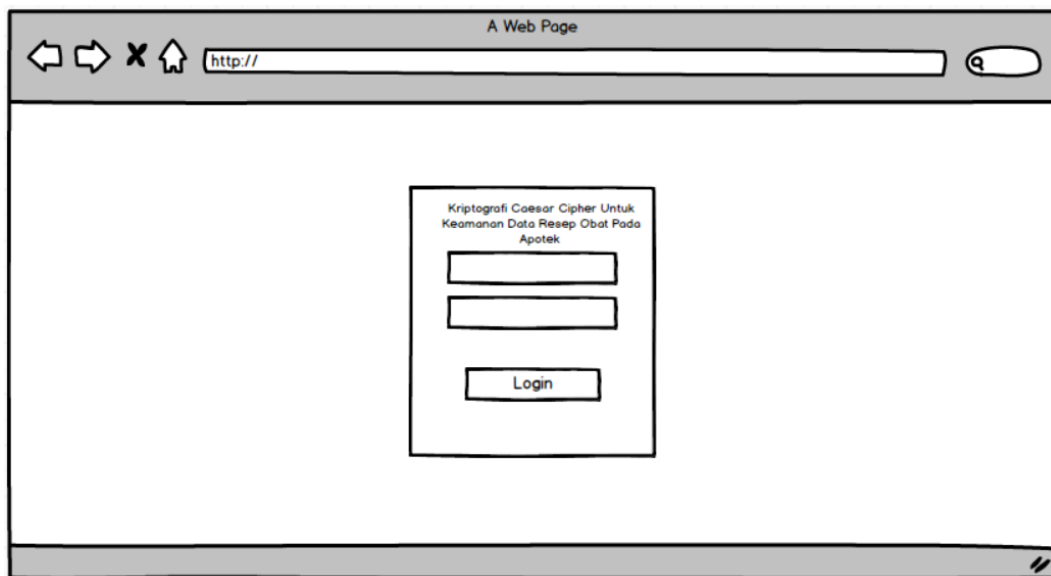 A Web Page
http://
Kriptografi Caesar Cipher Untuk
Keamanan Data Resep Obat Pada
Apotek
Login